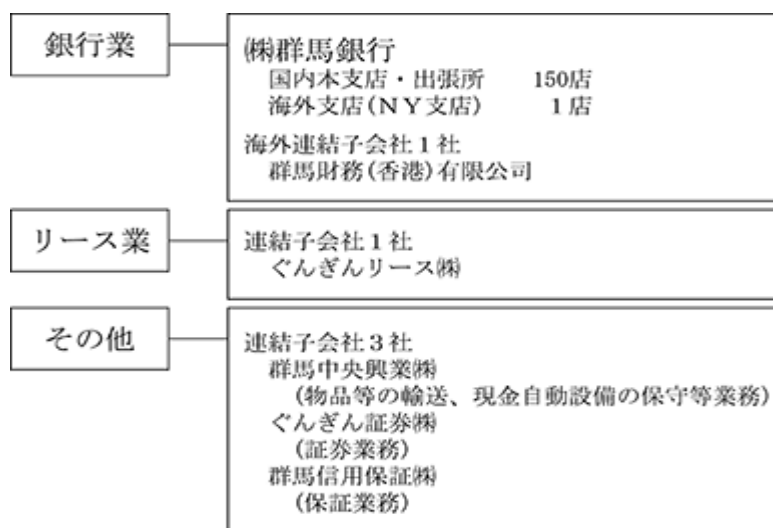 銀行業
㈱群馬銀行
国内本支店・出張所 150店
海外支店(ＮＹ支店) 1店
海外連結子会社1社
群馬財務(香港)有限公司
リース業
連結子会社1社
ぐんぎんリース㈱
その他
連結子会社3社
群馬中央興業㈱
(物品等の輸送、現金自動設備の保守等業務)
ぐんぎん証券㈱
(証券業務)
群馬信用保証㈱
(保証業務)